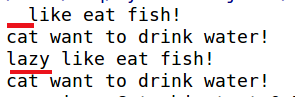 like eat fish!
cat want to drink water!
lazy like eat fish!
cat want to drink water!